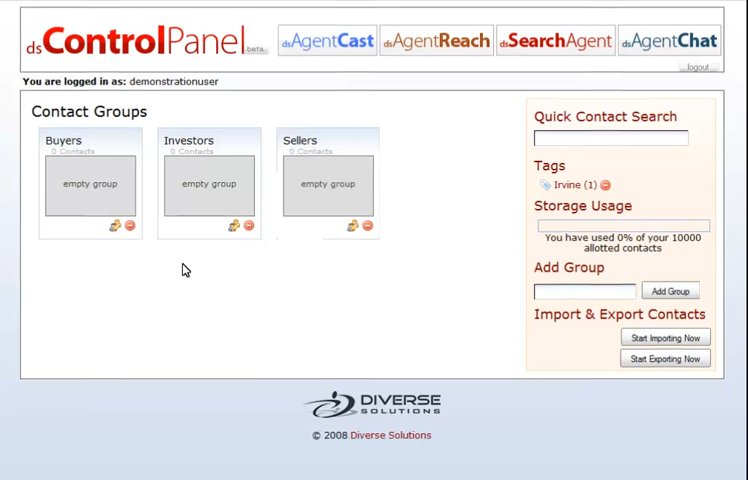 dsControlPanel beta
dsAgentCast dsAgentReach dsSearchAgent dsAgentChat
logout
You are logged in as: demonstrationuser
Contact Groups
Buyers
0 Contacts
empty group
Investors
0 Contacts
empty group
Sellers
0 Contacts
empty group
Quick Contact Search
Tags
Irvine (1)
Storage Usage
You have used 0% of your 10000
allotted contacts
Add Group
Add Group
Import & Export Contacts
Start Importing Now
Start Exporting Now
DIVERSE
SOLUTIONS
© 2008 Diverse Solutions